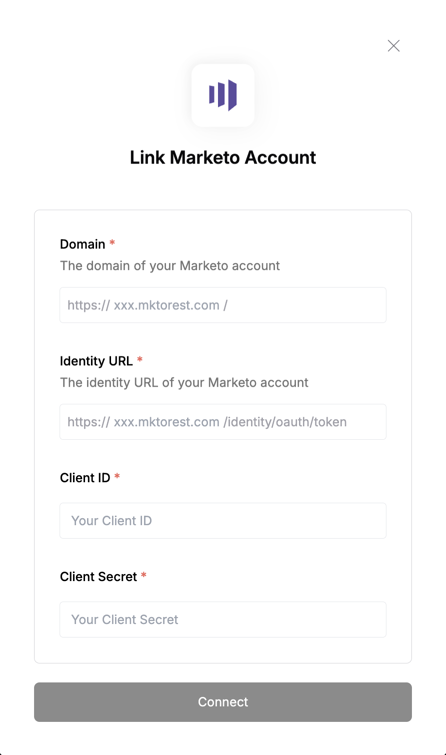 Link Marketo Account
Domain *
The domain of your Marketo account
https:// xxx.mktorest.com /
Identity URL *
The identity URL of your Marketo account
https:// xxx.mktorest.com /identity/oauth/token
Client ID *
Your Client ID
Client Secret *
Your Client Secret
Connect